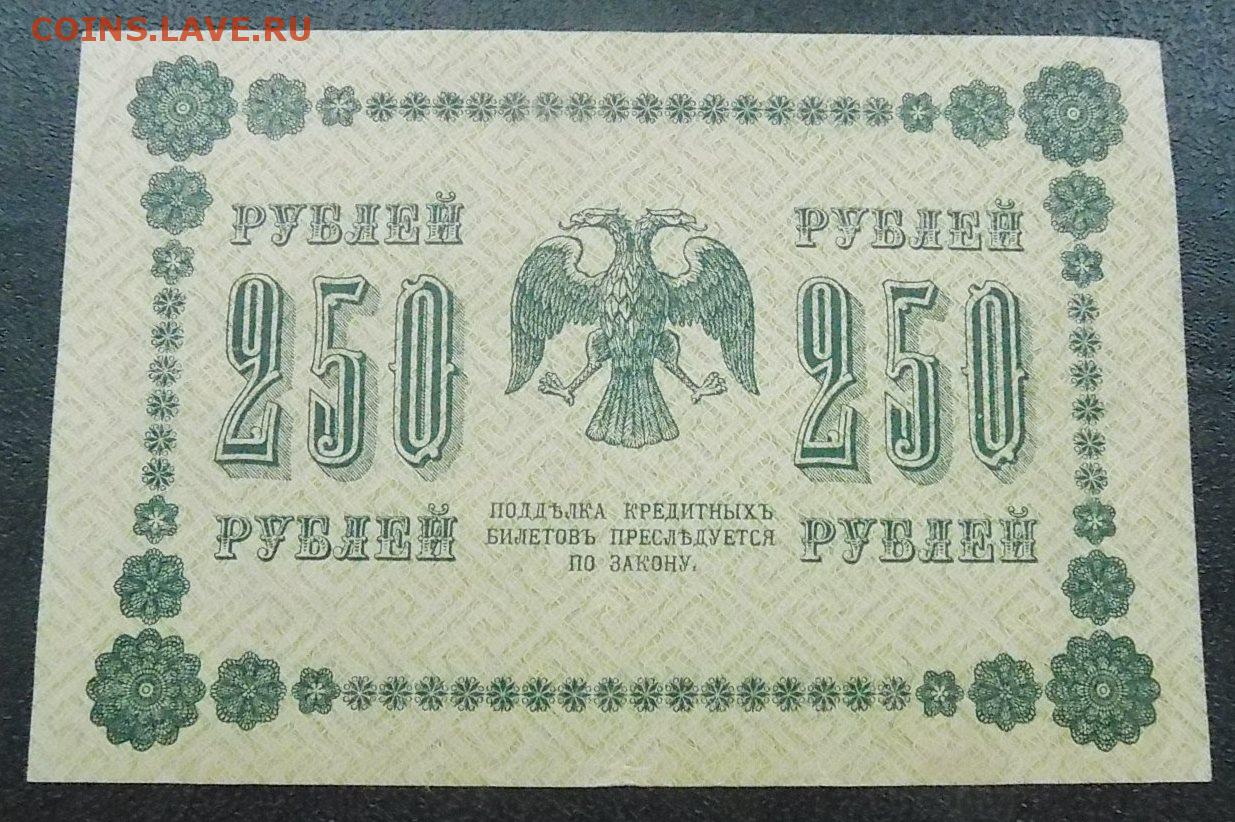 COINS.LAVE.RU
РУБЛЕЙ
250
РУБЛЕЙ
ПОДДѢЛКА КРЕДИТНЫХЪ
БИЛЕТОВЪ ПРЕСЛѢДУЕТСЯ
ПО ЗАКОНУ.
РУБЛЕЙ
250
РУБЛЕЙ